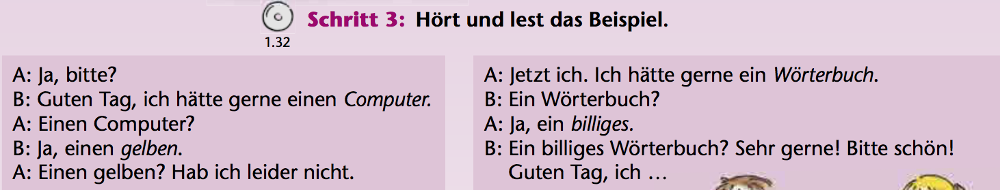 Schritt 3: Hört und lest das Beispiel.
1.32
A: Ja, bitte?
B: Guten Tag, ich hätte gerne einen Computer.
A: Einen Computer?
B: Ja, einen gelben.
A: Einen gelben? Hab ich leider nicht.
A: Jetzt ich. Ich hätte gerne ein Wörterbuch.
B: Ein Wörterbuch?
A: Ja, ein billiges.
B: Ein billiges Wörterbuch? Sehr gerne! Bitte schön!
Guten Tag, ich …